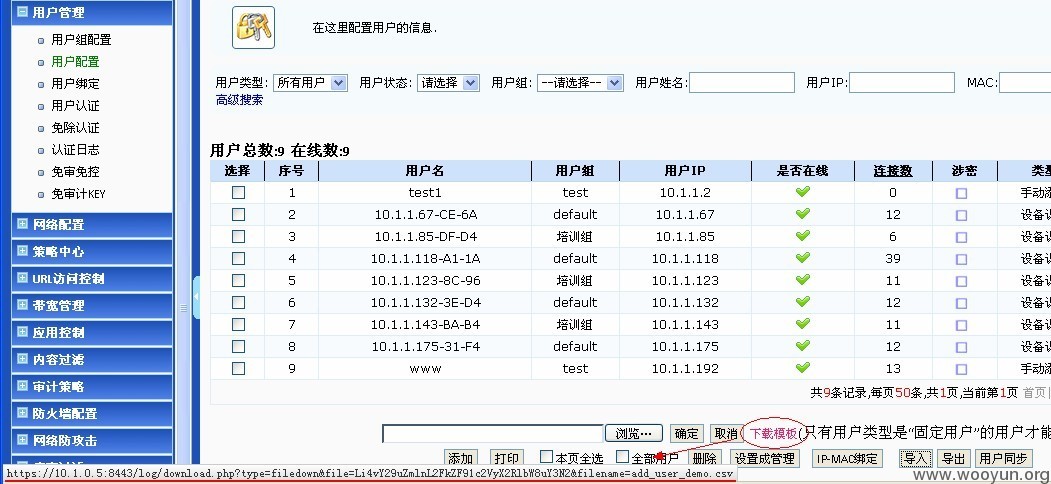 用户管理
用户组配置
用户配置
用户绑定
用户认证
免除认证
认证日志
免审免控
免审计KEY
网络配置
策略中心
URL访问控制
带宽管理
应用控制
内容过滤
审计策略
防火墙配置
网络防攻击
在这里配置用户的信息.
用户类型: 所有用户 用户状态: 请选择 用户组: --请选择-- 用户姓名: 用户IP: MAC:
高级搜索
用户总数:9 在线数:9
选择 序号 用户名 用户组 用户IP 是否在线 连接数 涉密 类型
1 test1 test 10.1.1.2 0 手动添
2 10.1.1.67-CE-6A default 10.1.1.67 12 设备
3 10.1.1.85-DF-D4 培训组 10.1.1.85 6 设备
4 10.1.1.118-A1-1A default 10.1.1.118 39 设备
5 10.1.1.123-8C-96 培训组 10.1.1.123 11 设备
6 10.1.1.132-3E-D4 default 10.1.1.132 12 设备
7 10.1.1.143-BA-B4 培训组 10.1.1.143 11 设备
8 10.1.1.175-31-F4 default 10.1.1.175 12 设备
9 www test 10.1.1.192 13 手动添
共9条记录,每页50条,共1页,当前第1页 首页
浏览… 确定 取消 下载模板(只有用户类型是“固定用户”的用户才能
添加 打印 本页全选 全部用户 删除 设置成管理 IP-MAC绑定 导入 导出 用户同步
https://10.1.0.5:8443/log/download.php?type=filedown&file=Li4vY29uZmlnL2FkZF91c2VyX2RlbW8uY3N2&filename=add_user_demo.csv
www.wooyun.org